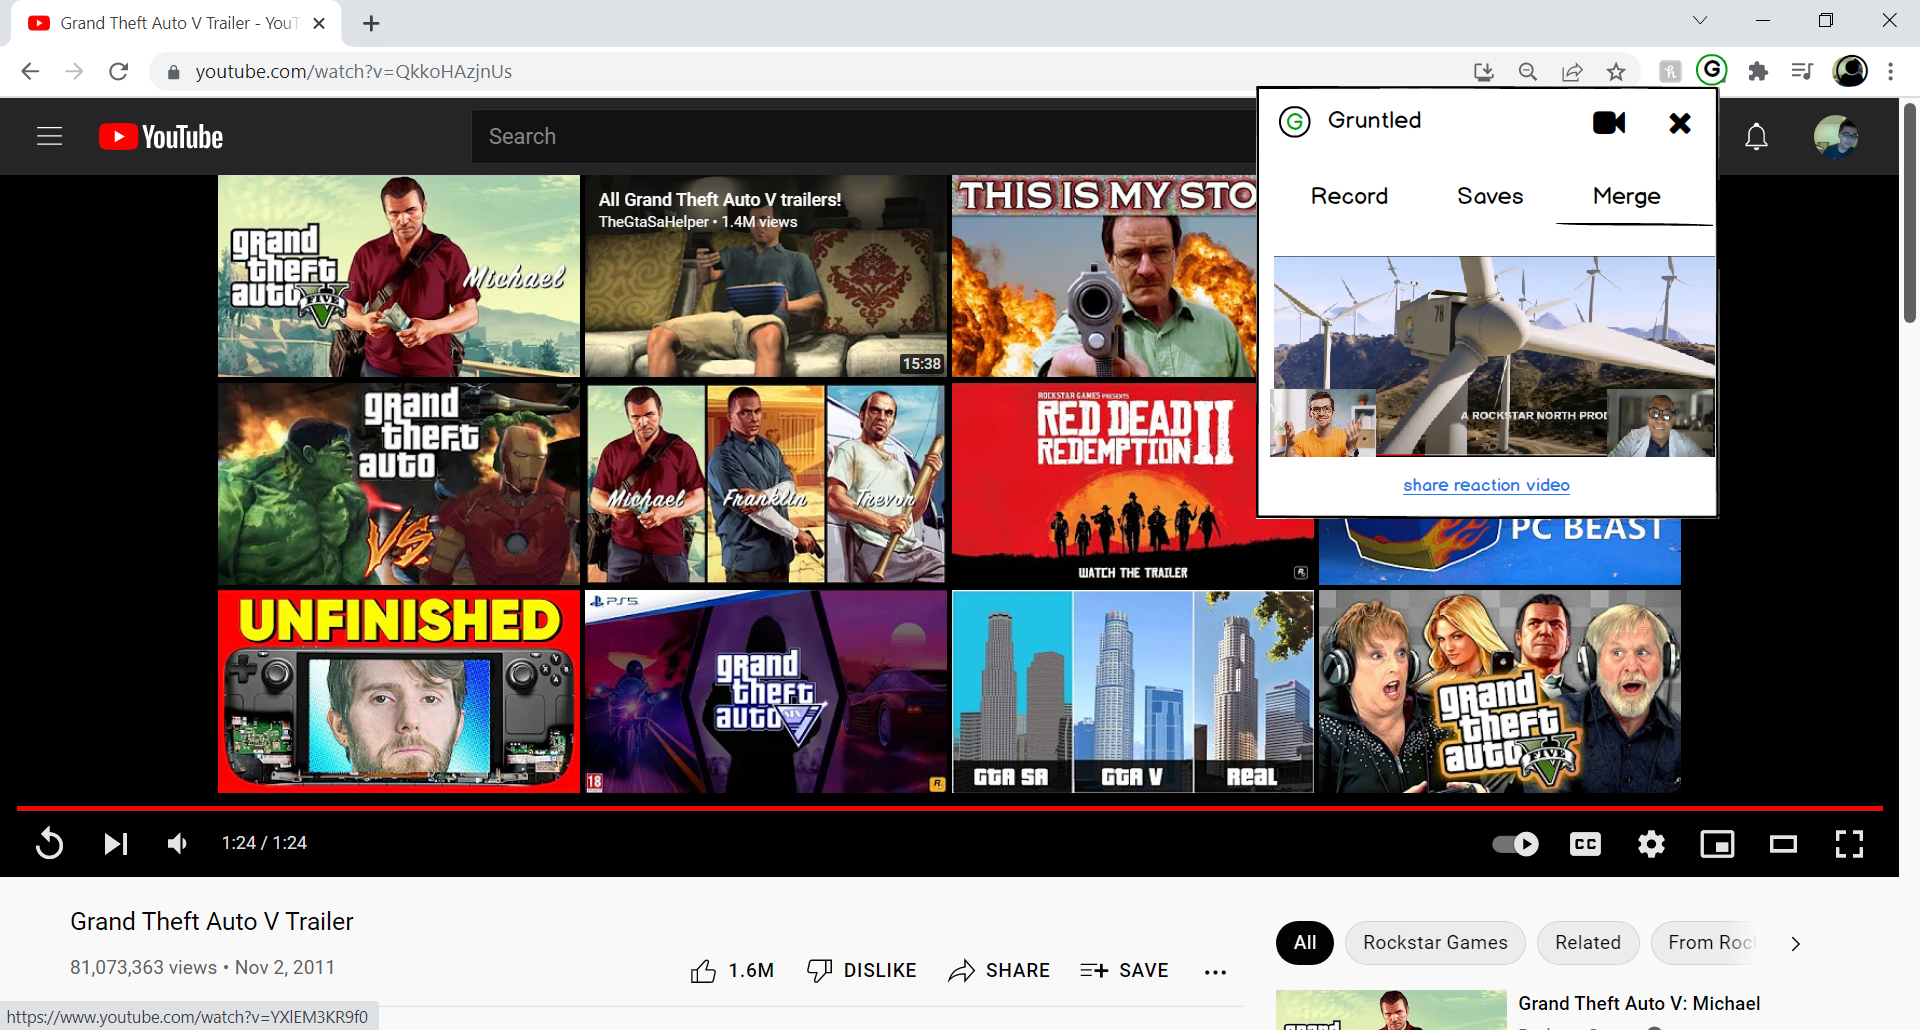 Grand Theft Auto V Trailer - YouT
youtube.com/watch?v=QkkoHAzjnUs
YouTube
Search
Gruntled
Record
Saves
Merge
A ROCKSTAR NORTH PROD
share reaction video
grand
theft
auto
FIVE
Michael
All Grand Theft Auto V trailers!
TheGtaSaHelper • 1.4M views
15:38
THIS IS MY STO
grand
theft
auto
VS
Michael
Franklin
Trevor
ROCKSTAR GAMES PRESENTS
RED DEAD
REDEMPTION II
WATCH THE TRAILER
PC BEAST
UNFINISHED
PS5
grand
theft
auto
SIX
18
GTA SA
GTA V
REAL
grand
theft
auto
FIVE
1:24 / 1:24
CC
Grand Theft Auto V Trailer
81,073,363 views • Nov 2, 2011
1.6M
DISLIKE
SHARE
SAVE
All
Rockstar Games
Related
From Rock
Grand Theft Auto V: Michael
https://www.youtube.com/watch?v=YXlEM3KR9f0